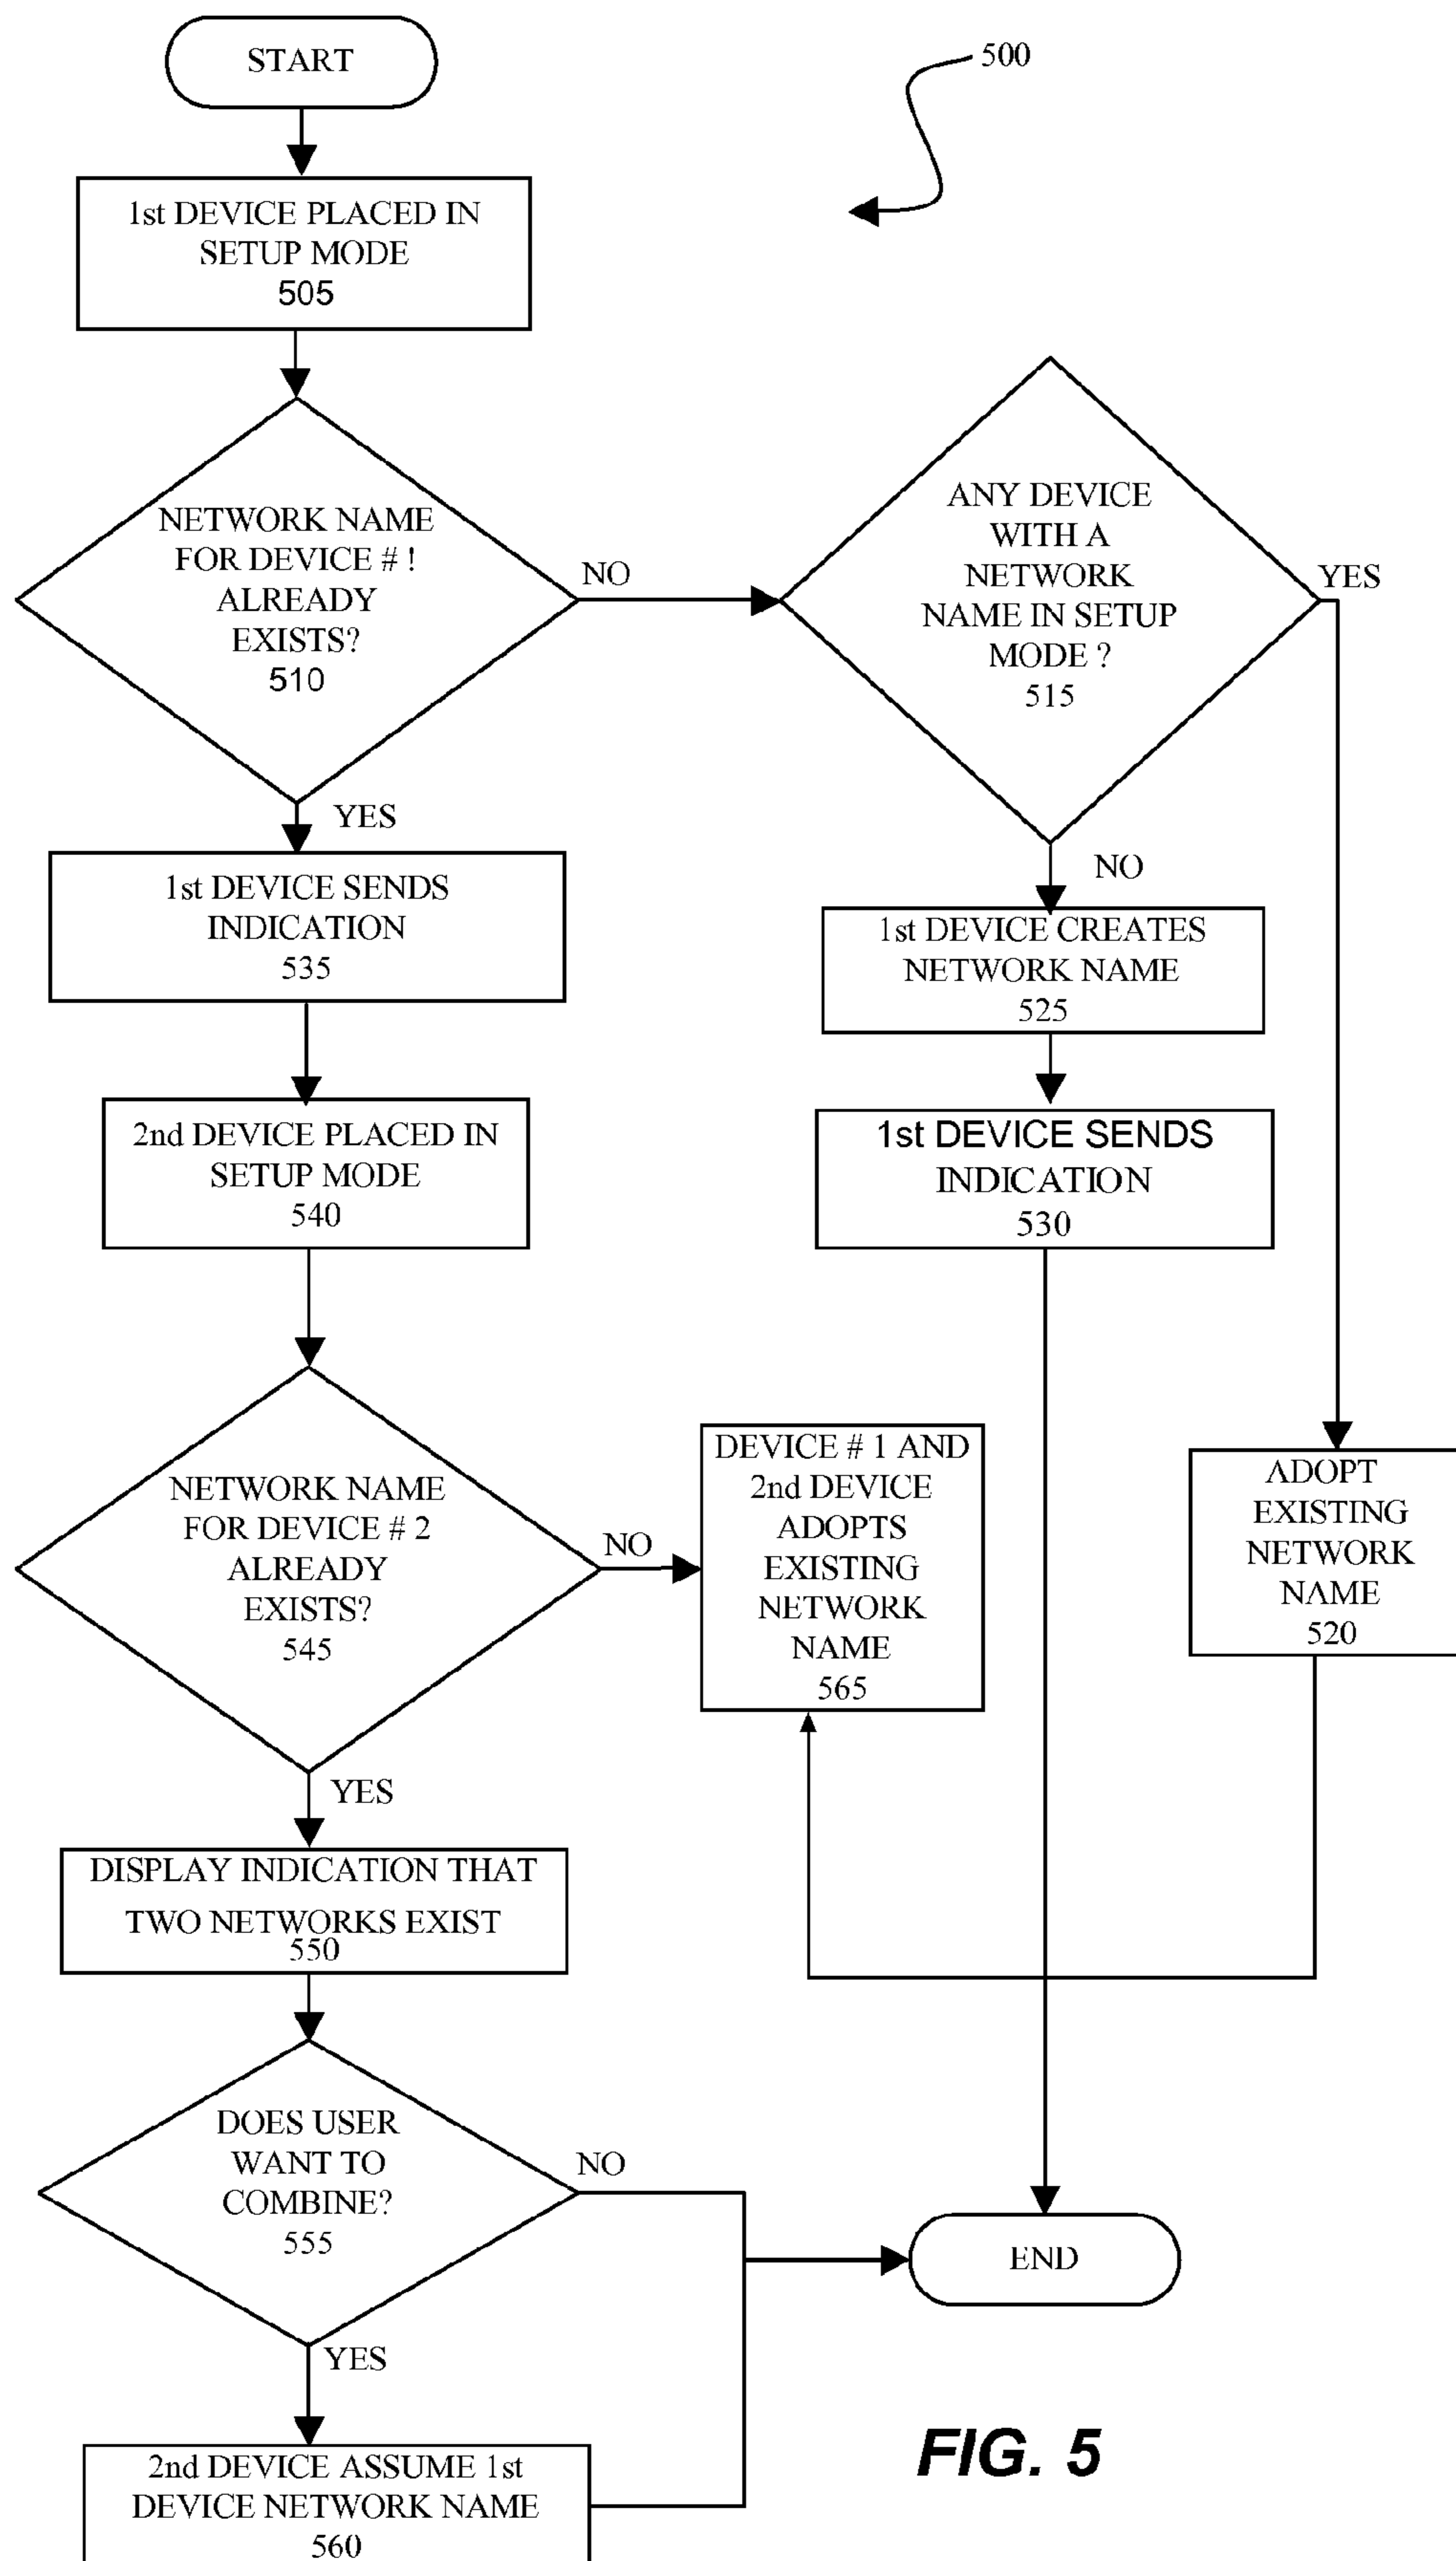 START
500
1st DEVICE PLACED IN
SETUP MODE
505
NETWORK NAME
FOR DEVICE # !
ALREADY
EXISTS?
510
NO
ANY DEVICE
WITH A
NETWORK
NAME IN SETUP
MODE ?
515
YES
YES
NO
1st DEVICE SENDS
INDICATION
535
1st DEVICE CREATES
NETWORK NAME
525
2nd DEVICE PLACED IN
SETUP MODE
540
1st DEVICE SENDS
INDICATION
530
NETWORK NAME
FOR DEVICE # 2
ALREADY
EXISTS?
545
NO
DEVICE # 1 AND
2nd DEVICE
ADOPTS
EXISTING
NETWORK
NAME
565
ADOPT
EXISTING
NETWORK
NAME
520
YES
DISPLAY INDICATION THAT
TWO NETWORKS EXIST
550
DOES USER
WANT TO
COMBINE?
555
NO
END
YES
2nd DEVICE ASSUME 1st
DEVICE NETWORK NAME
560
FIG. 5